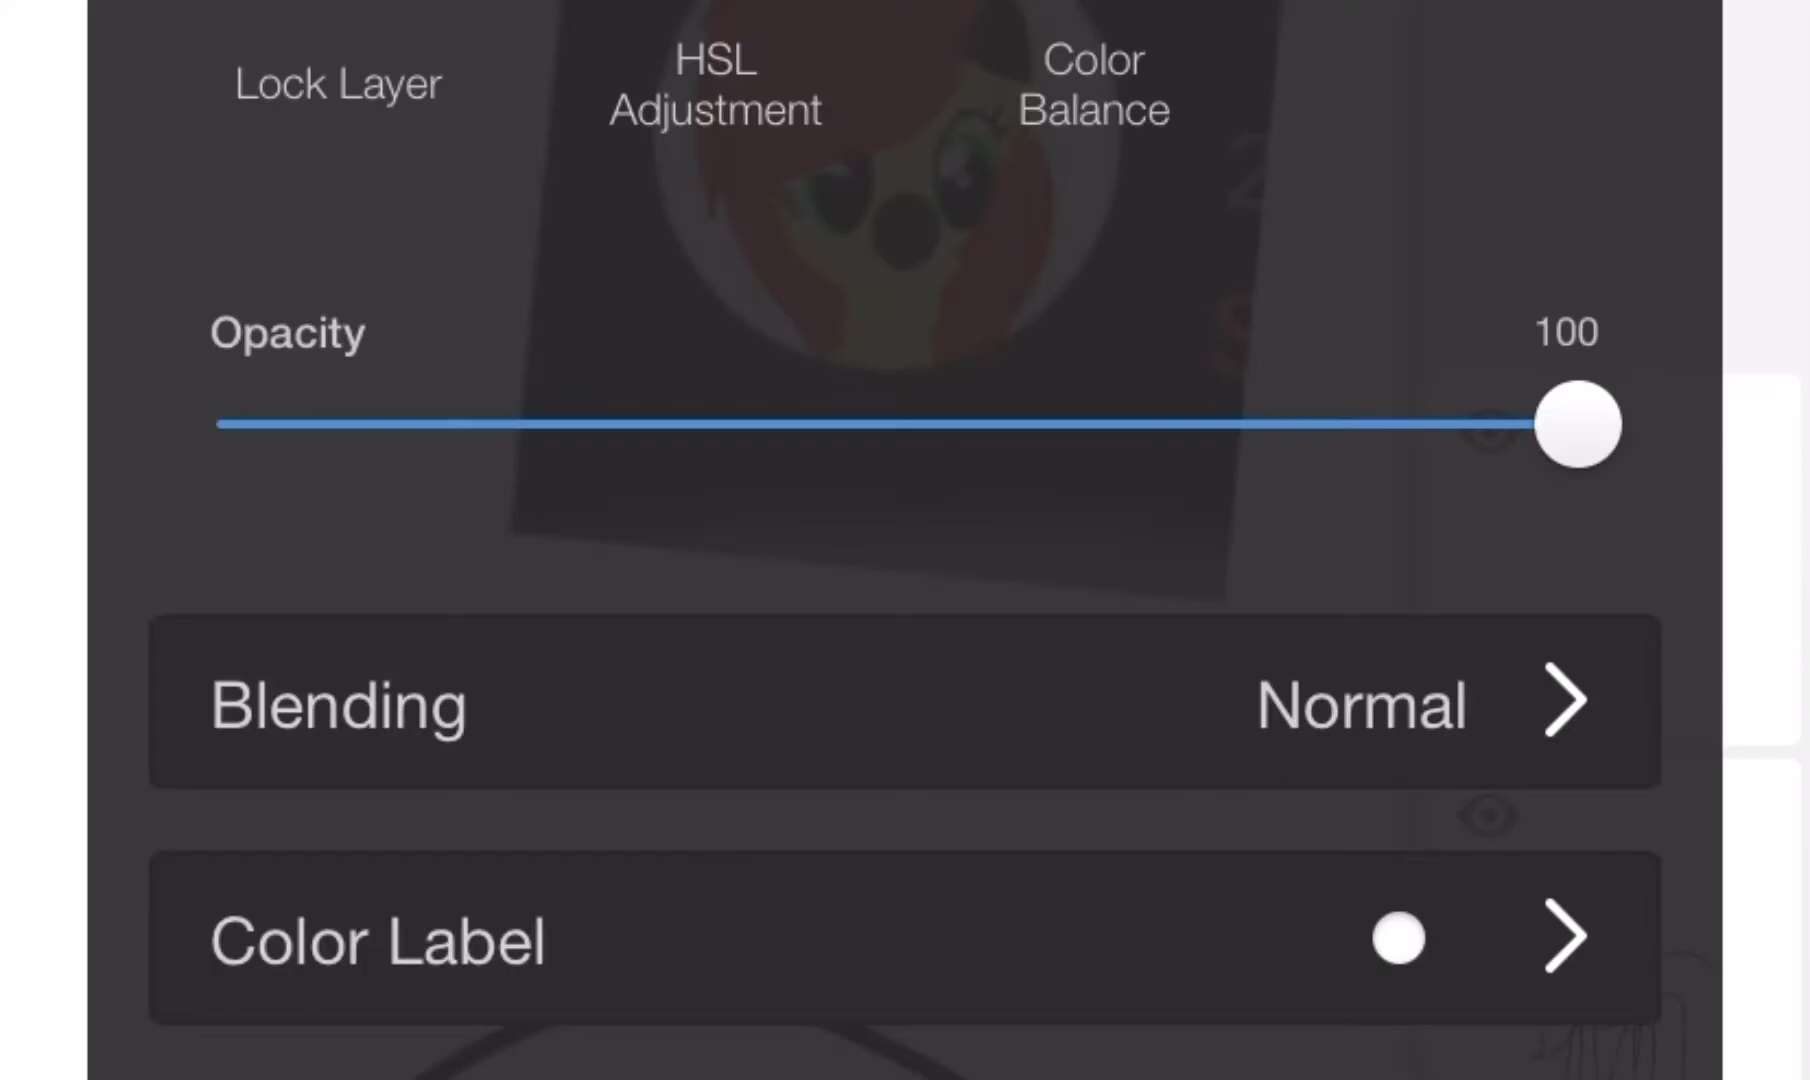 Lock Layer
HSL
Adjustment
Color
Balance
Opacity
100
Blending
Normal
Color Label